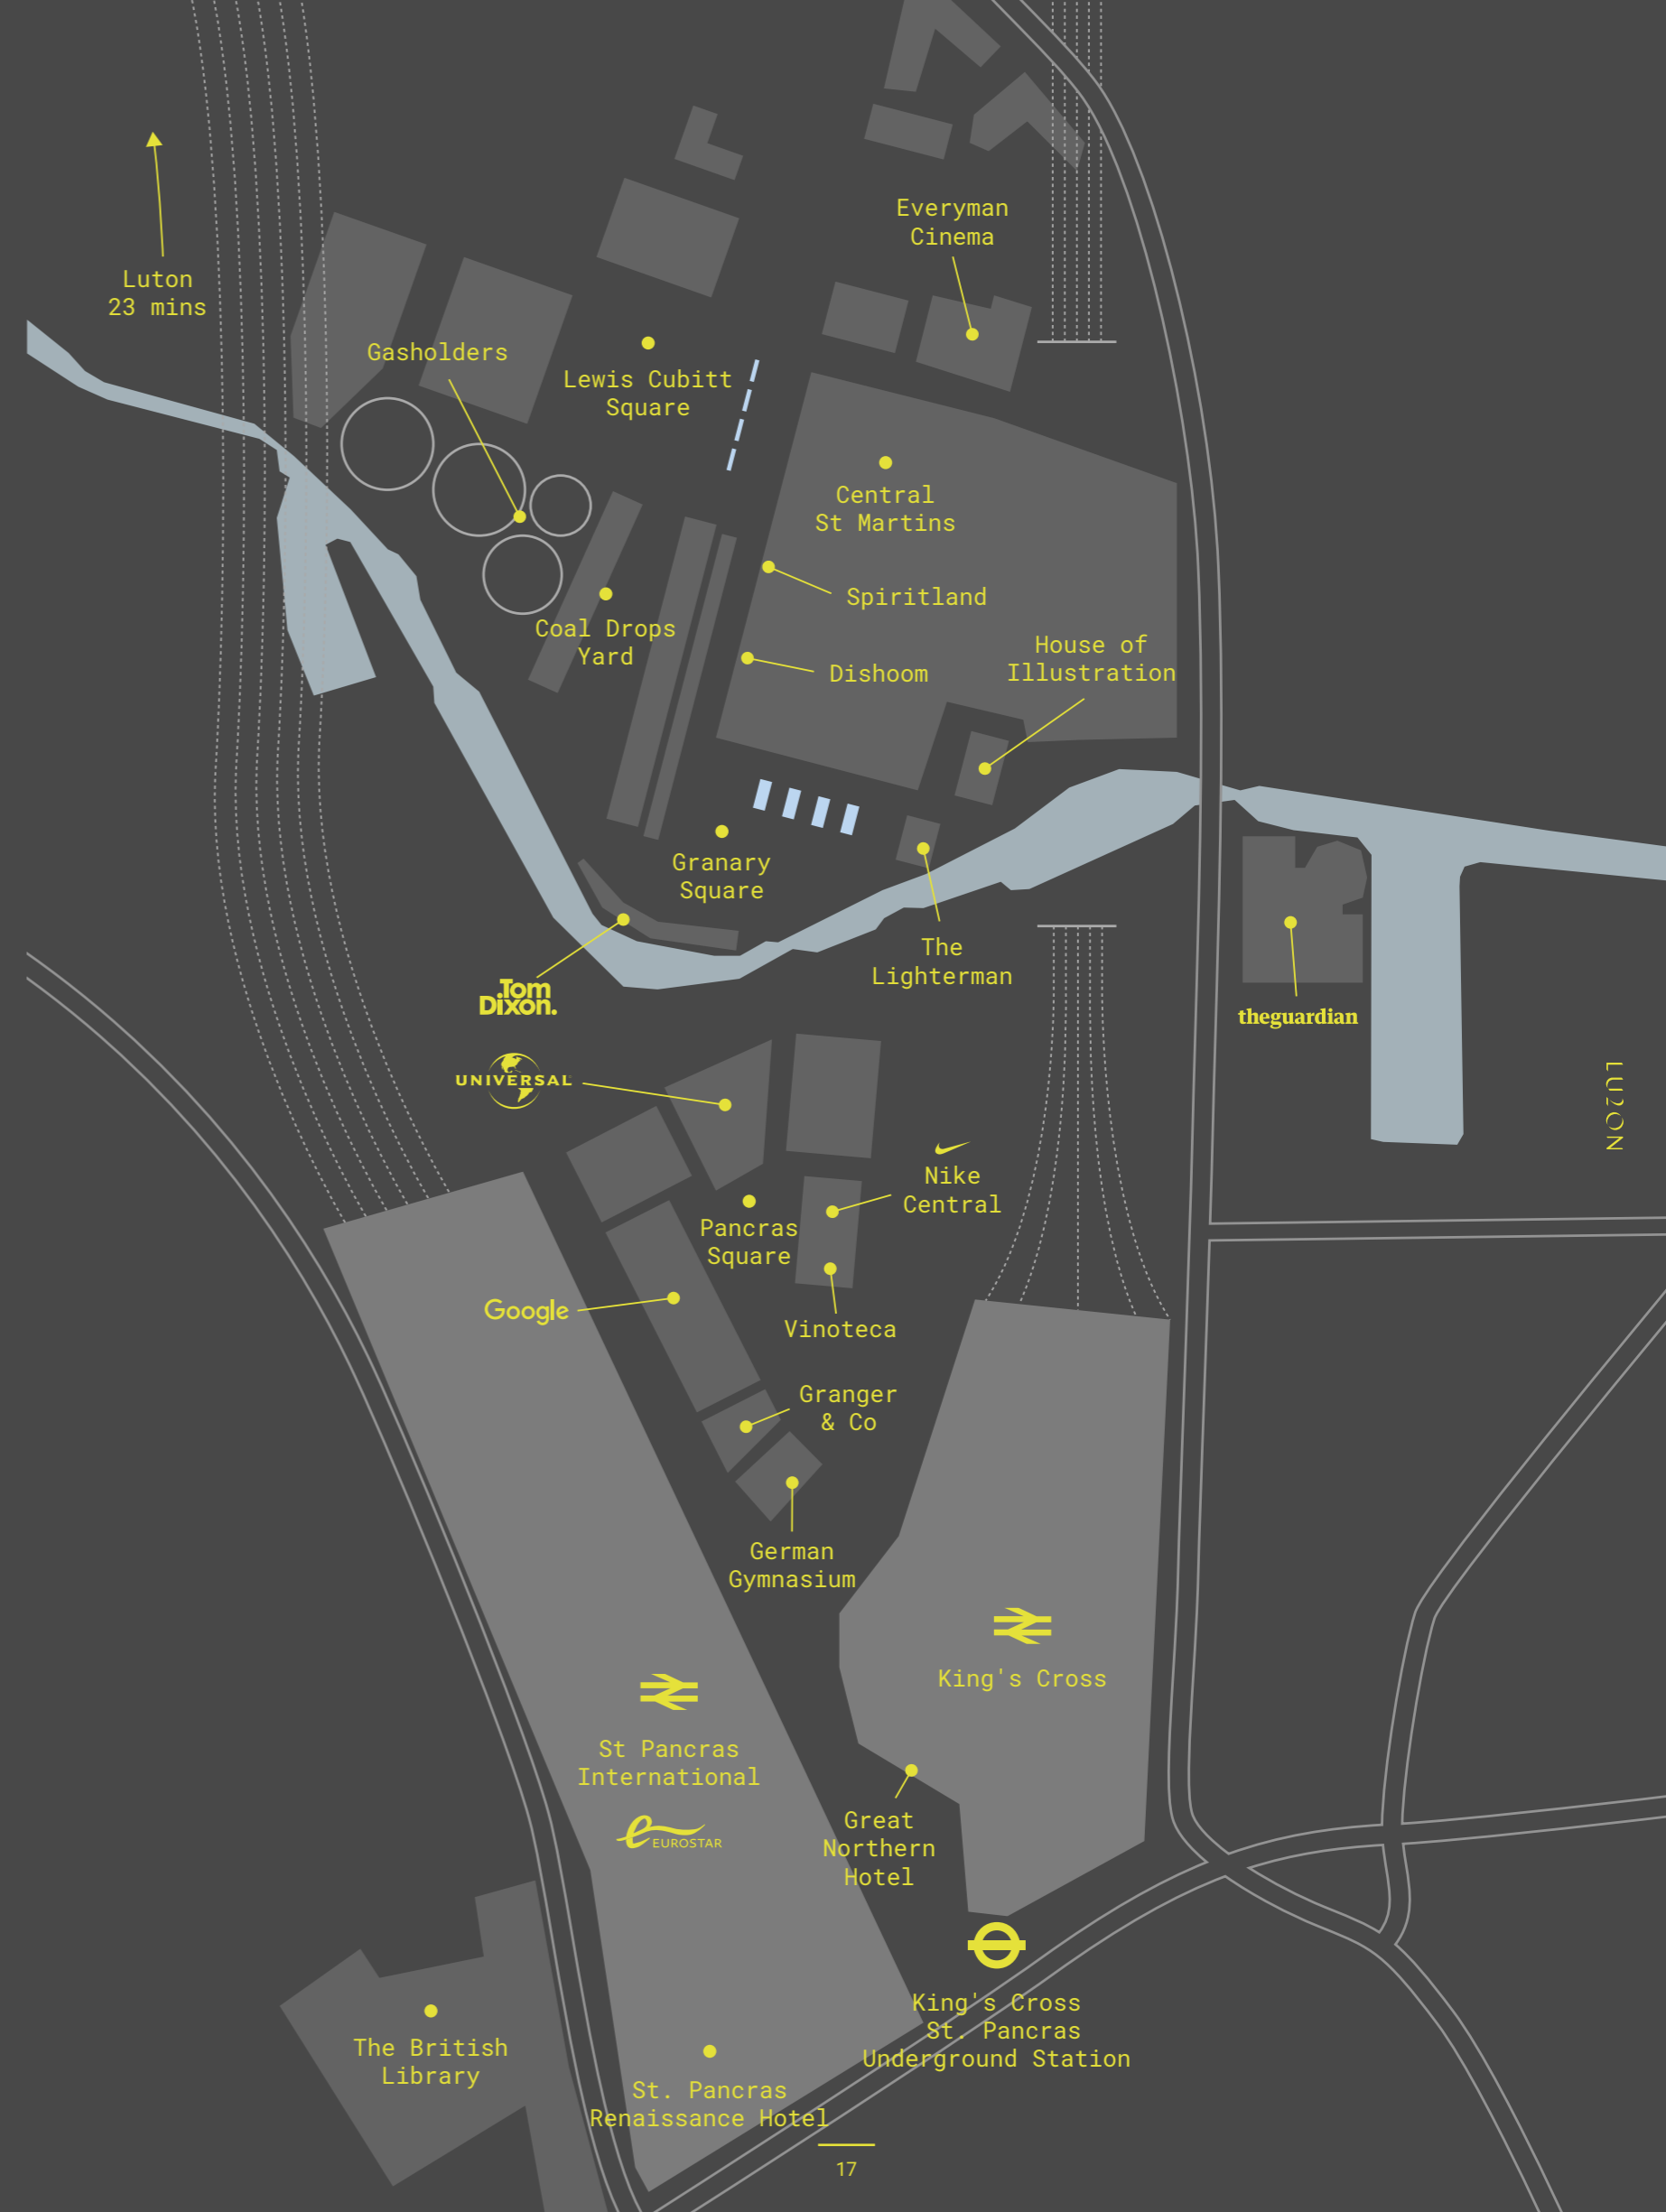 Everyman
Cinema
Luton
23 mins
Gasholders
Lewis Cubitt
Square
Central
St Martins
Spiritland
Coal Drops
Yard
House of
Illustration
Dishoom
Granary
Square
The
Lighterman
Tom
Dixon.
theguardian
UNIVERSAL
LUZON
Nike
Central
Pancras
Square
Google
Vinoteca
Granger
& Co
German
Gymnasium
King's Cross
St Pancras
International
EUROSTAR
Great
Northern
Hotel
King's Cross
St. Pancras
Underground Station
The British
Library
St. Pancras
Renaissance Hotel
17